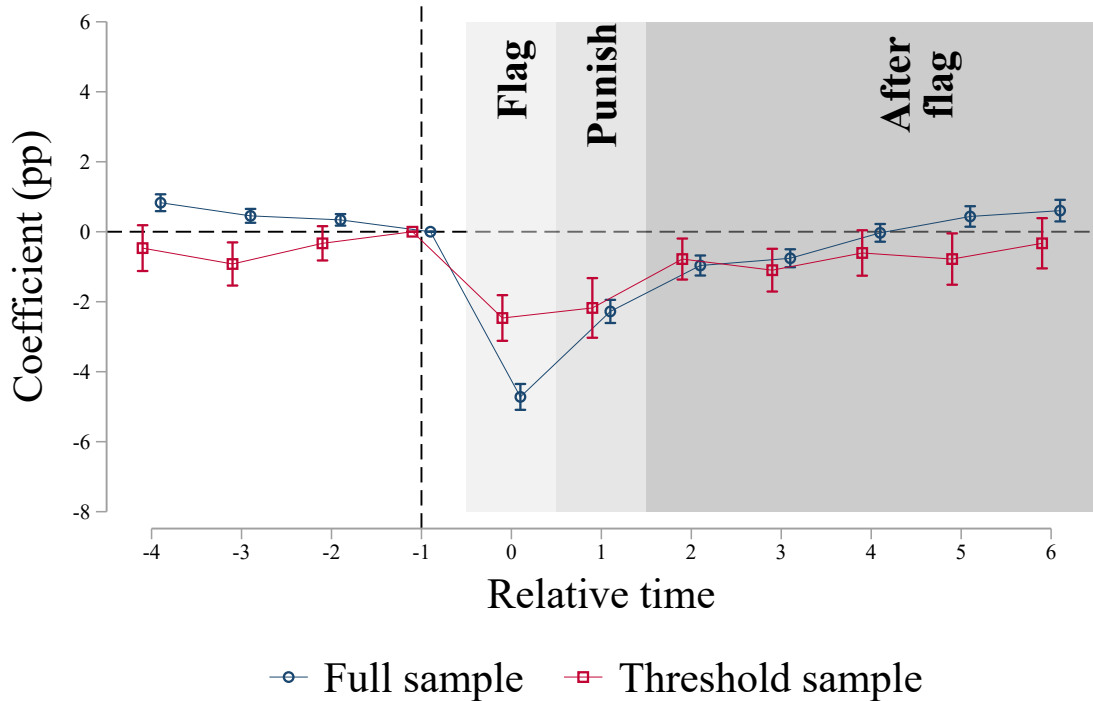 6
4
2
0
-2
-4
-6
-8
Coefficient (pp)
Flag
Punish
After
flag
-4 -3 -2 -1 0 1 2 3 4 5 6
Relative time
Full sample Threshold sample